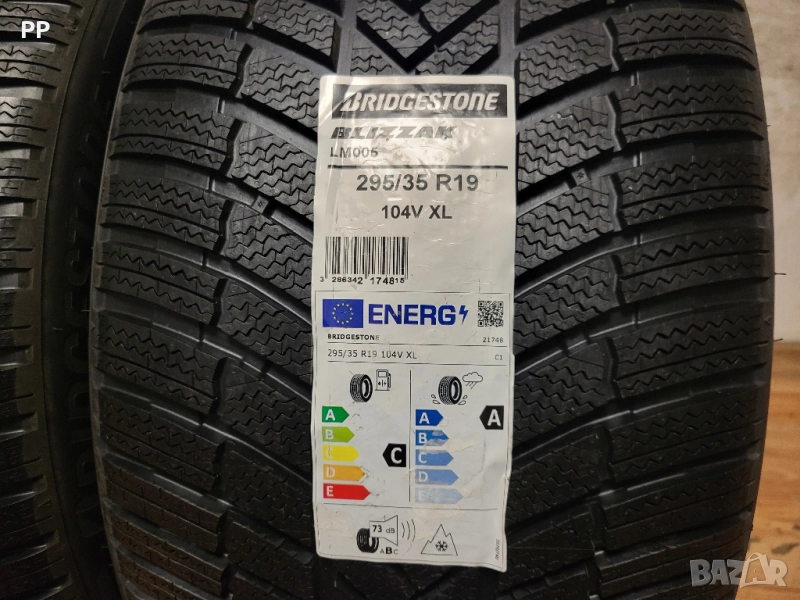 PP
BRIDGESTONE
BLIZZAK
LM005
295/35 R19
104V XL
3 286342 174815
ENERG
BRIDGESTONE
21748
295/35 R19 104V XL
C1
A
B
D
E
C
A
B
C
D
E
A
73 dB
ABC
BAZAR